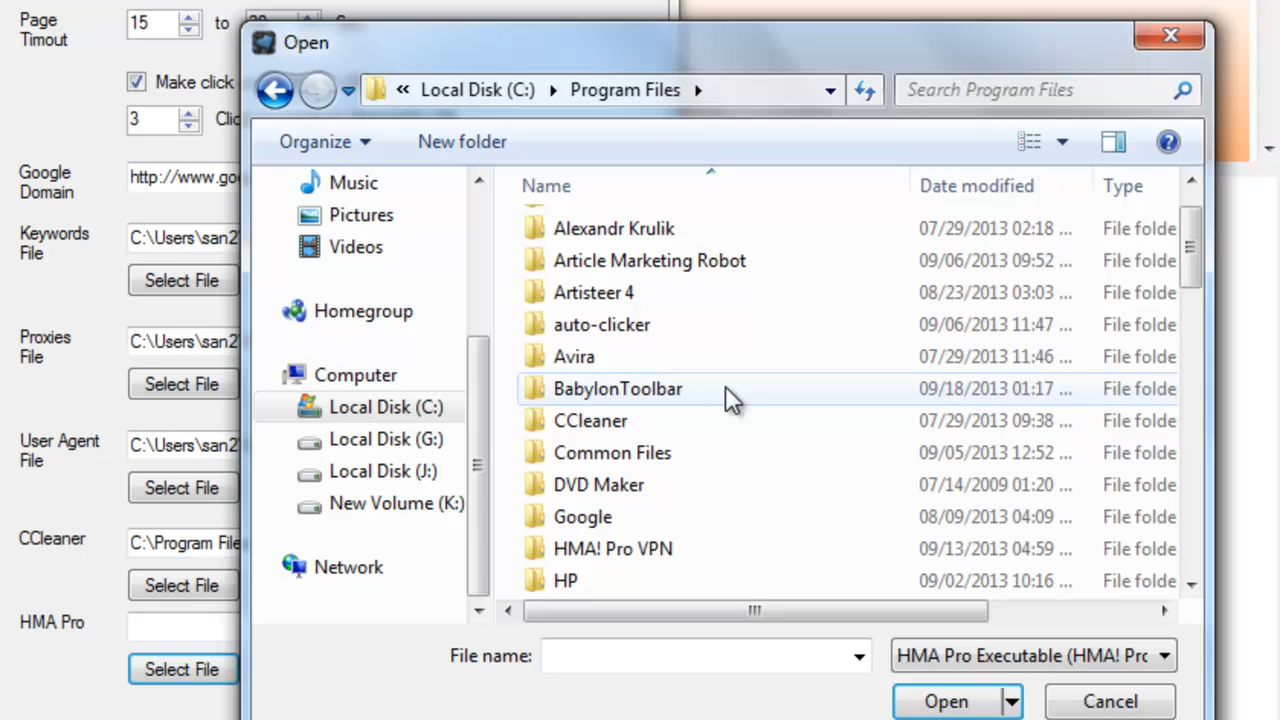 Page
Timout
15
to
Make click
3
Google
Domain
http://www.go
Keywords
File
C:\Users\san2
Select File
Proxies
File
C:\Users\san2
Select File
User Agent
File
C:\Users\san2
Select File
CCleaner
C:\Program File
Select File
HMA Pro
Select File
Open
« Local Disk (C:) Program Files
Search Program Files
Organize New folder
Music
Pictures
Videos
Homegroup
Computer
Local Disk (C:)
Local Disk (G:)
Local Disk (J:)
New Volume (K:)
Network
Name Date modified Type
Alexandr Krulik 07/29/2013 02:18 ... File folde
Article Marketing Robot 09/06/2013 09:52 ... File folde
Artisteer 4 08/23/2013 03:03 ... File folde
auto-clicker 09/06/2013 11:47 ... File folde
Avira 07/29/2013 11:46 ... File folde
BabylonToolbar 09/18/2013 01:17 ... File folde
CCleaner 07/29/2013 09:38 ... File folde
Common Files 09/05/2013 12:52 ... File folde
DVD Maker 07/14/2009 01:20 ... File folde
Google 08/09/2013 04:09 ... File folde
HMA! Pro VPN 09/13/2013 04:59 ... File folde
HP 09/02/2013 10:16 ... File folde
File name: HMA Pro Executable (HMA! Prc
Open Cancel